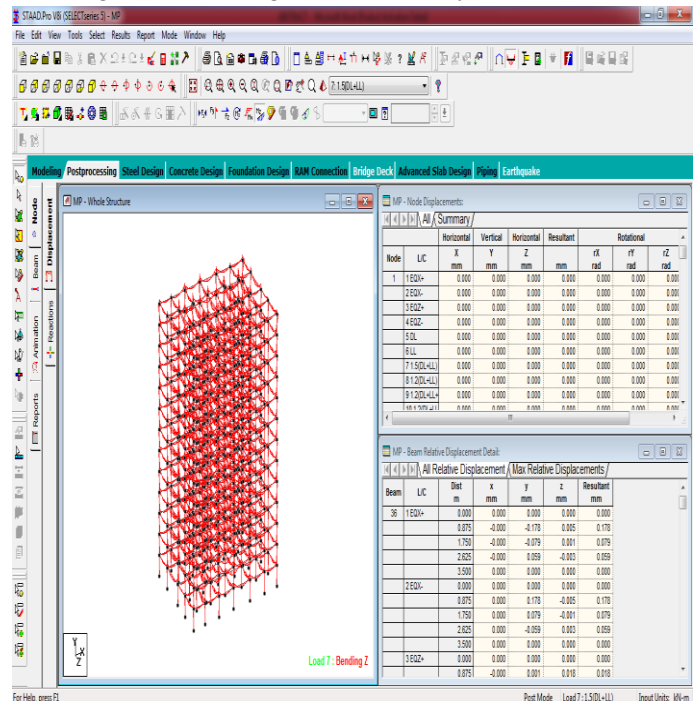 STAAD.Pro V8i (SELECTseries 5) - MP
File Edit View Tools Select Results Report Mode Window Help
7: 1.5(DL+LL)
Modeling Postprocessing Steel Design Concrete Design Foundation Design RAM Connection Bridge Deck Advanced Slab Design Piping Earthquake
Node
Displacement
Beam
Reactions
Animation
Reports
MP - Whole Structure
Y
X
Z
Load 7 : Bending Z
MP - Node Displacements:
All Summary
Horizontal Vertical Horizontal Resultant Rotational
Node L/C X Y Z rX rY rZ
mm mm mm mm rad rad rad
1 1 EQX+ 0.000 0.000 0.000 0.000 0.000 0.000 0.000
2 EQX- 0.000 0.000 0.000 0.000 0.000 0.000 0.000
3 EQZ+ 0.000 0.000 0.000 0.000 0.000 0.000 0.000
4 EQZ- 0.000 0.000 0.000 0.000 0.000 0.000 0.000
5 DL 0.000 0.000 0.000 0.000 0.000 0.000 0.000
6 LL 0.000 0.000 0.000 0.000 0.000 0.000 0.000
7 1.5(DL+LL) 0.000 0.000 0.000 0.000 0.000 0.000 0.000
8 1.2(DL+LL) 0.000 0.000 0.000 0.000 0.000 0.000 0.000
9 1.2(DL+LL+ 0.000 0.000 0.000 0.000 0.000 0.000 0.000
MP - Beam Relative Displacement Detail:
All Relative Displacement Max Relative Displacements
Beam L/C Dist x y z Resultant
m mm mm mm mm
36 1 EQX+ 0.000 0.000 0.000 0.000 0.000
0.875 -0.000 -0.178 0.005 0.178
1.750 -0.000 -0.079 0.001 0.079
2.625 -0.000 0.059 -0.003 0.059
3.500 0.000 0.000 0.000 0.000
2 EQX- 0.000 0.000 0.000 0.000 0.000
0.875 0.000 0.178 -0.005 0.178
1.750 0.000 0.079 -0.001 0.079
2.625 0.000 -0.059 0.003 0.059
3.500 0.000 0.000 0.000 0.000
3 EQZ+ 0.000 0.000 0.000 0.000 0.000
0.875 -0.000 0.001 0.018 0.018
For Help, press F1
Post Mode Load 7 : 1.5(DL+LL) Input Units: kN-m